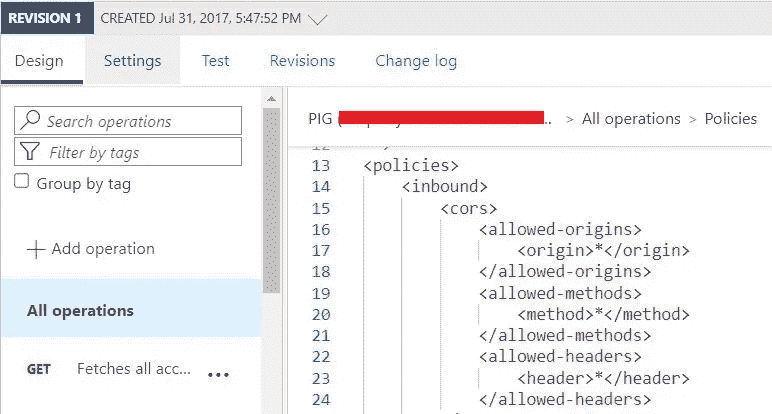 REVISION 1 CREATED Jul 31, 2017, 5:47:52 PM
Design Settings Test Revisions Change log
Search operations
Filter by tags
Group by tag
+ Add operation
All operations
GET Fetches all acc... ...
PIG ( .. > All operations > Policies
12
13 <policies>
14 <inbound>
15 <cors>
16 <allowed-origins>
17 <origin>*</origin>
18 </allowed-origins>
19 <allowed-methods>
20 <method>*</method>
21 </allowed-methods>
22 <allowed-headers>
23 <header>*</header>
24 </allowed-headers>